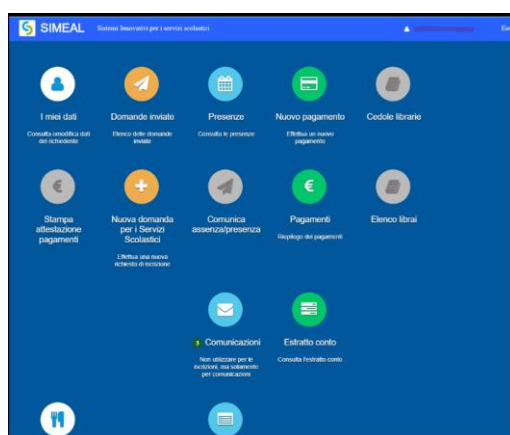 SIMEAL Sistemi Innovativi per i servizi scolastici
I miei dati
Consulta o modifica dati
del richiedente
Domande inviate
Elenco delle domande
inviate
Presenze
Consulta le presenze
Nuovo pagamento
Effettua un nuovo
pagamento
Cedole librarie
Stampa
attestazione
pagamenti
Nuova domanda
per i Servizi
Scolastici
Effettua una nuova
richiesta di iscrizione
Comunica
assenza/presenza
Pagamenti
Riepilogo dei pagamenti
Elenco librai
Comunicazioni
Non utilizzare per le
iscrizioni, ma solamente
per comunicazioni
Estratto conto
Consulta l'estratto conto